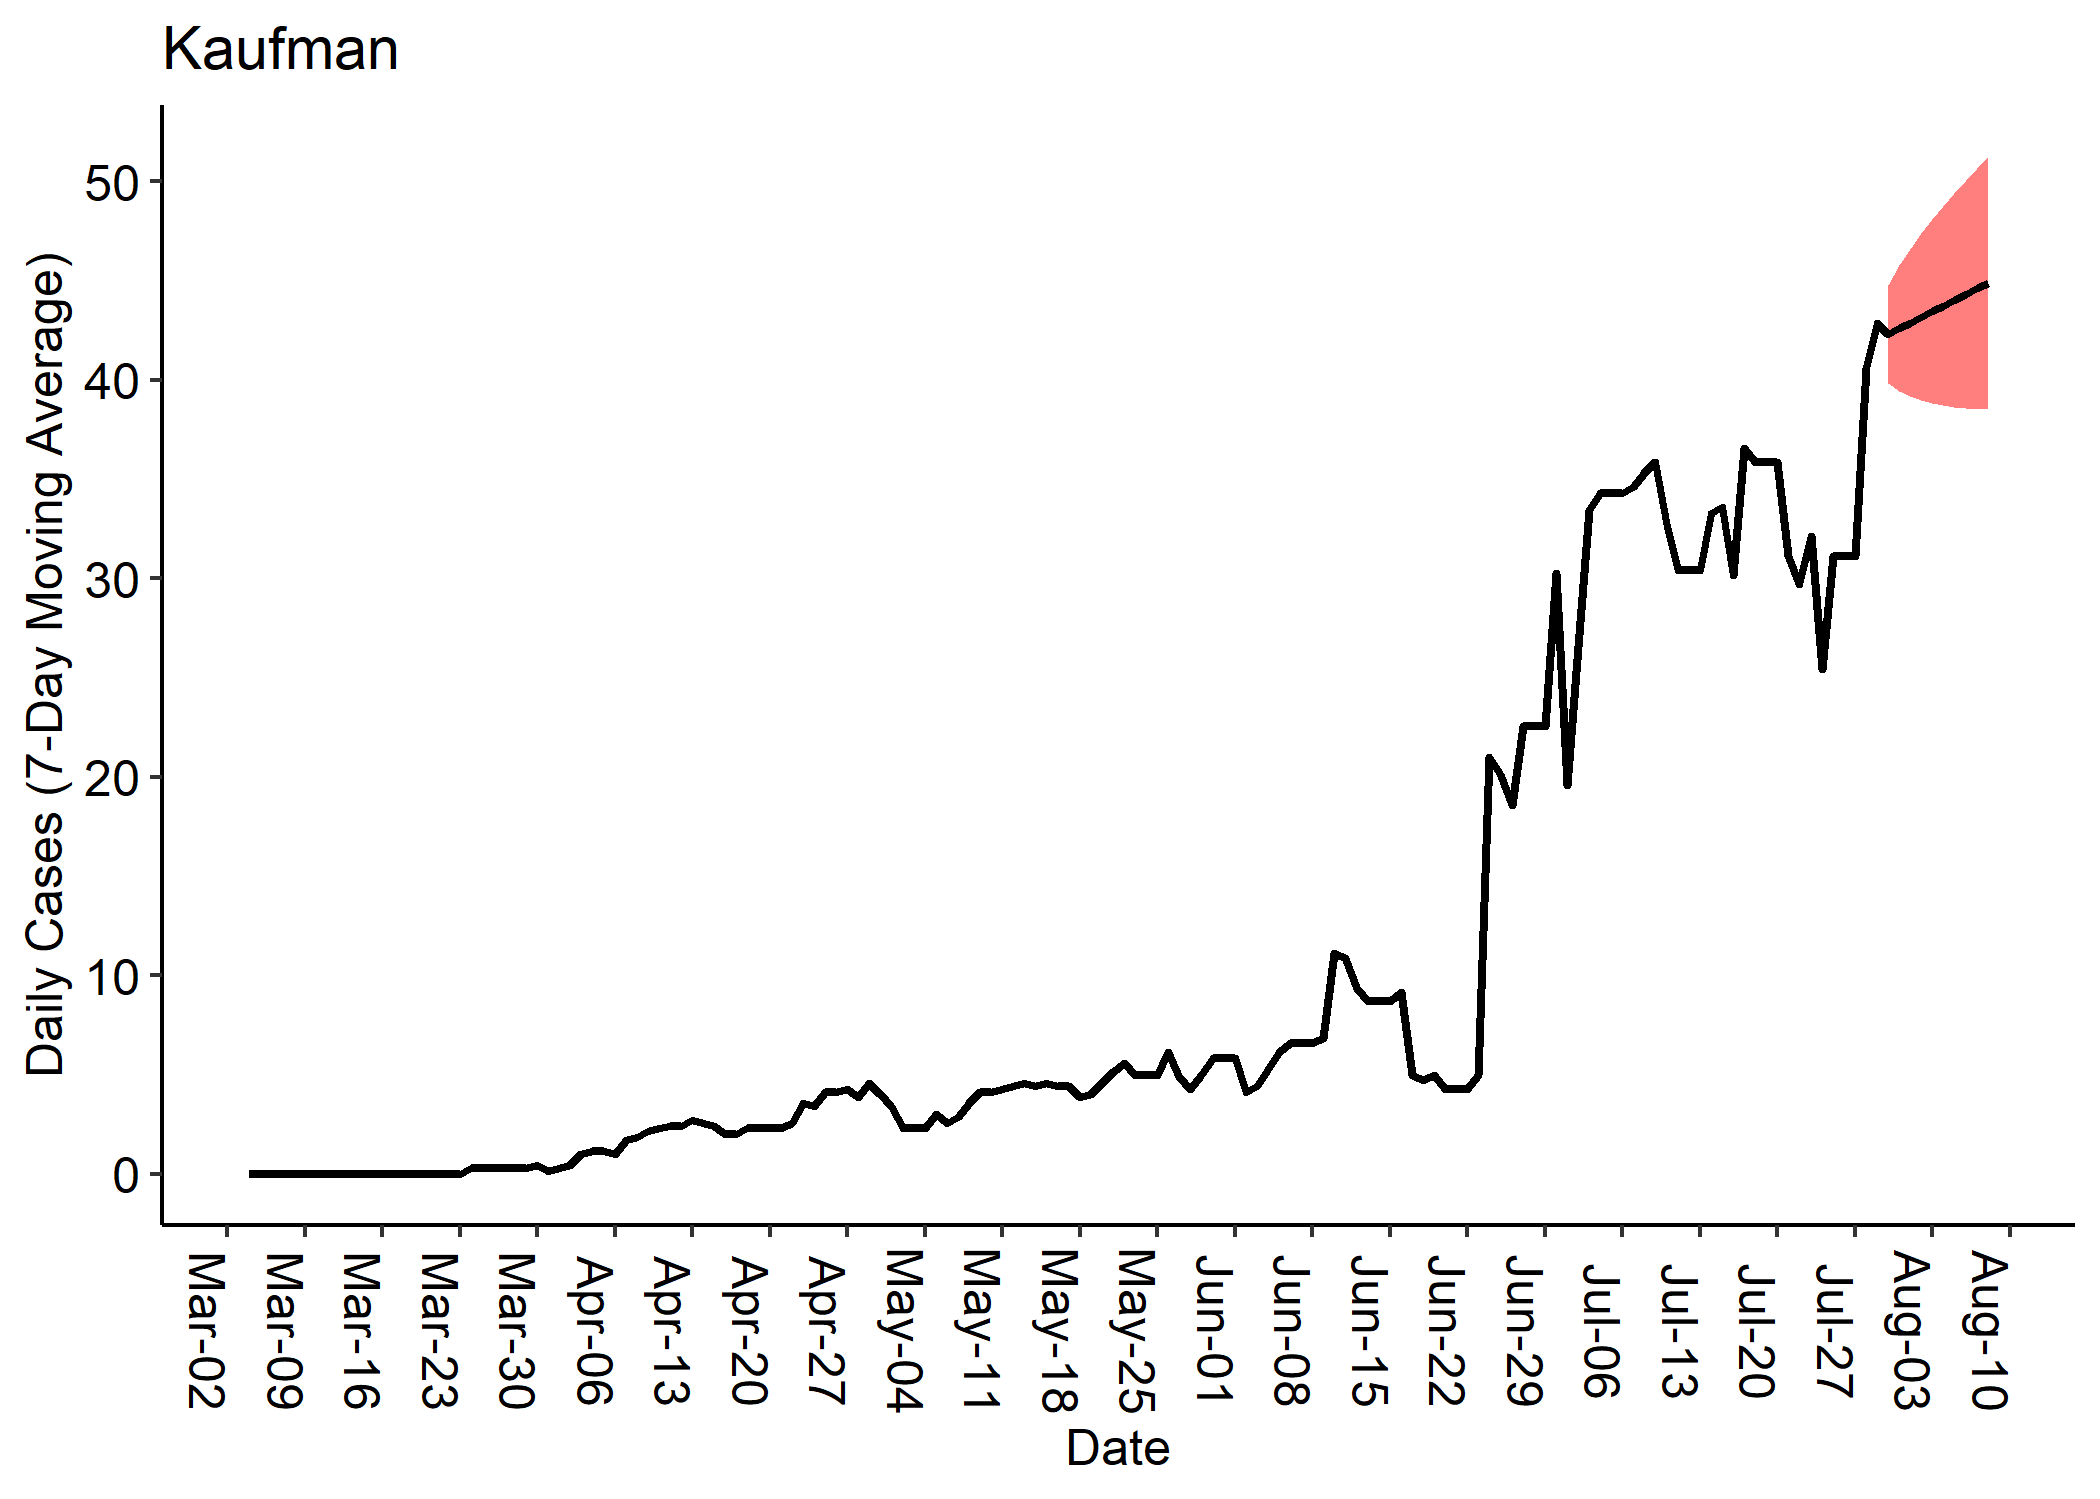 Kaufman
Daily Cases (7-Day Moving Average)
50
40
30
20
10
0
Mar-02
Mar-09
Mar-16
Mar-23
Mar-30
Apr-06
Apr-13
Apr-20
Apr-27
May-04
May-11
May-18
May-25
Jun-01
Jun-08
Jun-15
Jun-22
Jun-29
Jul-06
Jul-13
Jul-20
Jul-27
Aug-03
Aug-10
Date